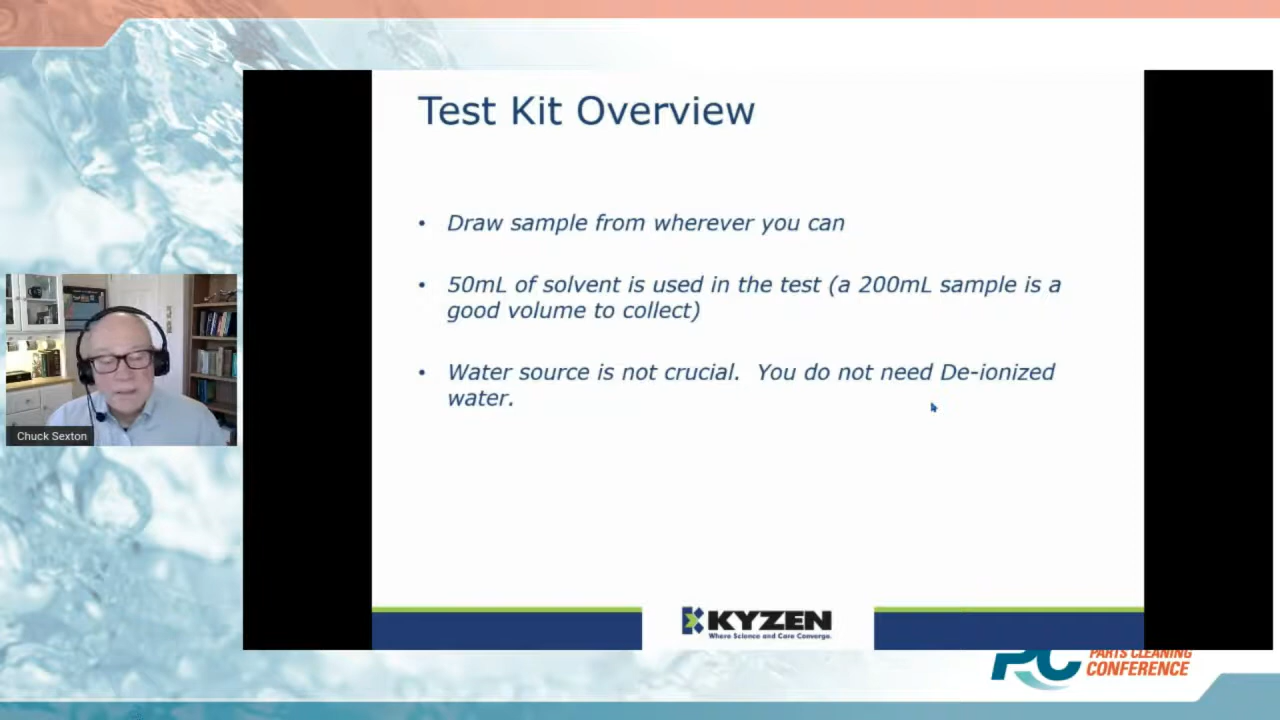 Test Kit Overview
• Draw sample from wherever you can
• 50mL of solvent is used in the test (a 200mL sample is a
good volume to collect)
• Water source is not crucial. You do not need De-ionized
water.
Chuck Sexton
KYZEN
Where Science and Care Converge.
PC PARTS CLEANING
CONFERENCE